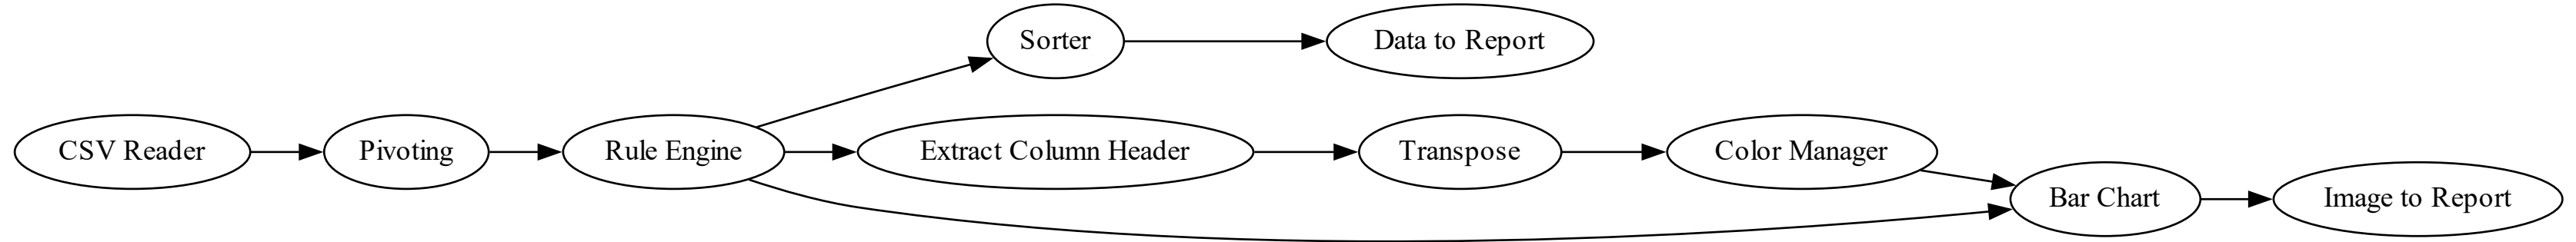 Sorter
Data to Report
CSV Reader
Pivoting
Rule Engine
Extract Column Header
Transpose
Color Manager
Bar Chart
Image to Report